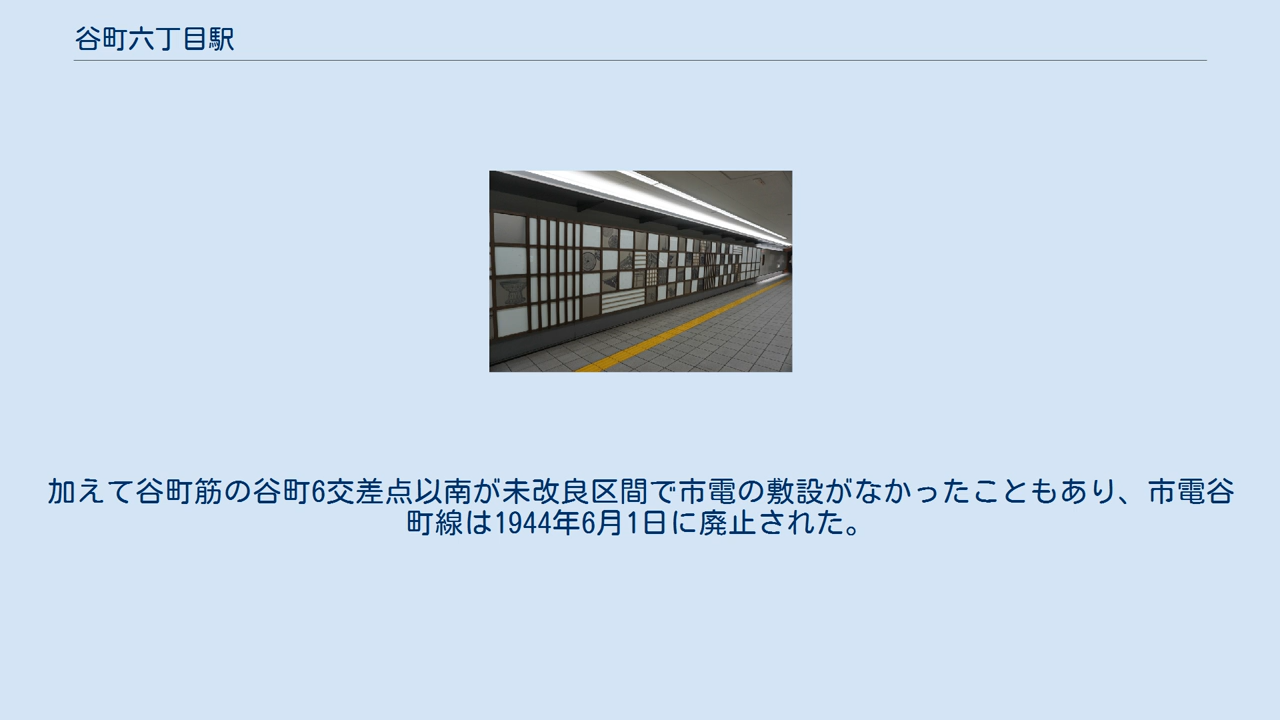 谷町六丁目駅
加えて谷町筋の谷町6交差点以南が未改良区間で市電の敷設がなかったこともあり、市電谷
町線は1944年6月1日に廃止された。